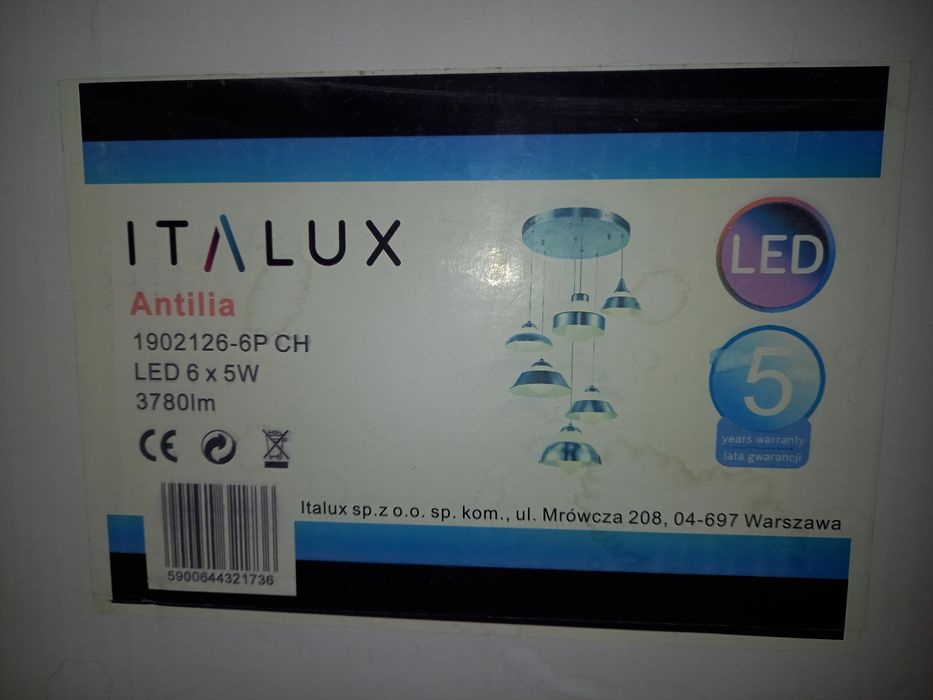 ITALUX
Antilia
1902126-6P CH
LED 6 x 5W
3780lm
CE
LED
5
years warranty
lata gwarancji
Italux sp.z o.o. sp. kom., ul. Mrówcza 208, 04-697 Warszawa
5900644321736